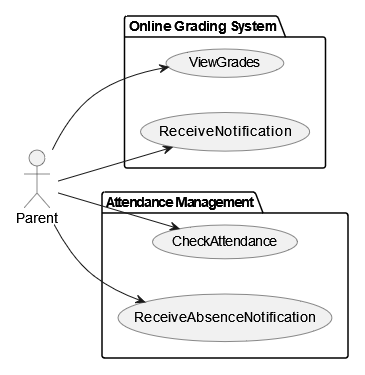 Online Grading System
ViewGrades
ReceiveNotification
Parent
Attendance Management
CheckAttendance
ReceiveAbsenceNotification